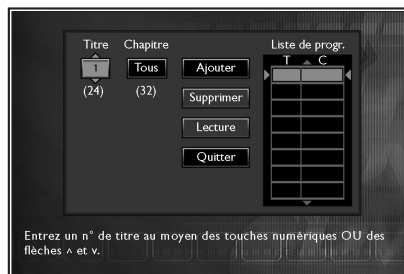 Titre Chapitre Liste de progr.
1 Tous Ajouter T C
(24) (32)
Supprimer
Lecture
Quitter
Entrez un n° de titre au moyen des touches numériques OU des
flèches ʌ et v.